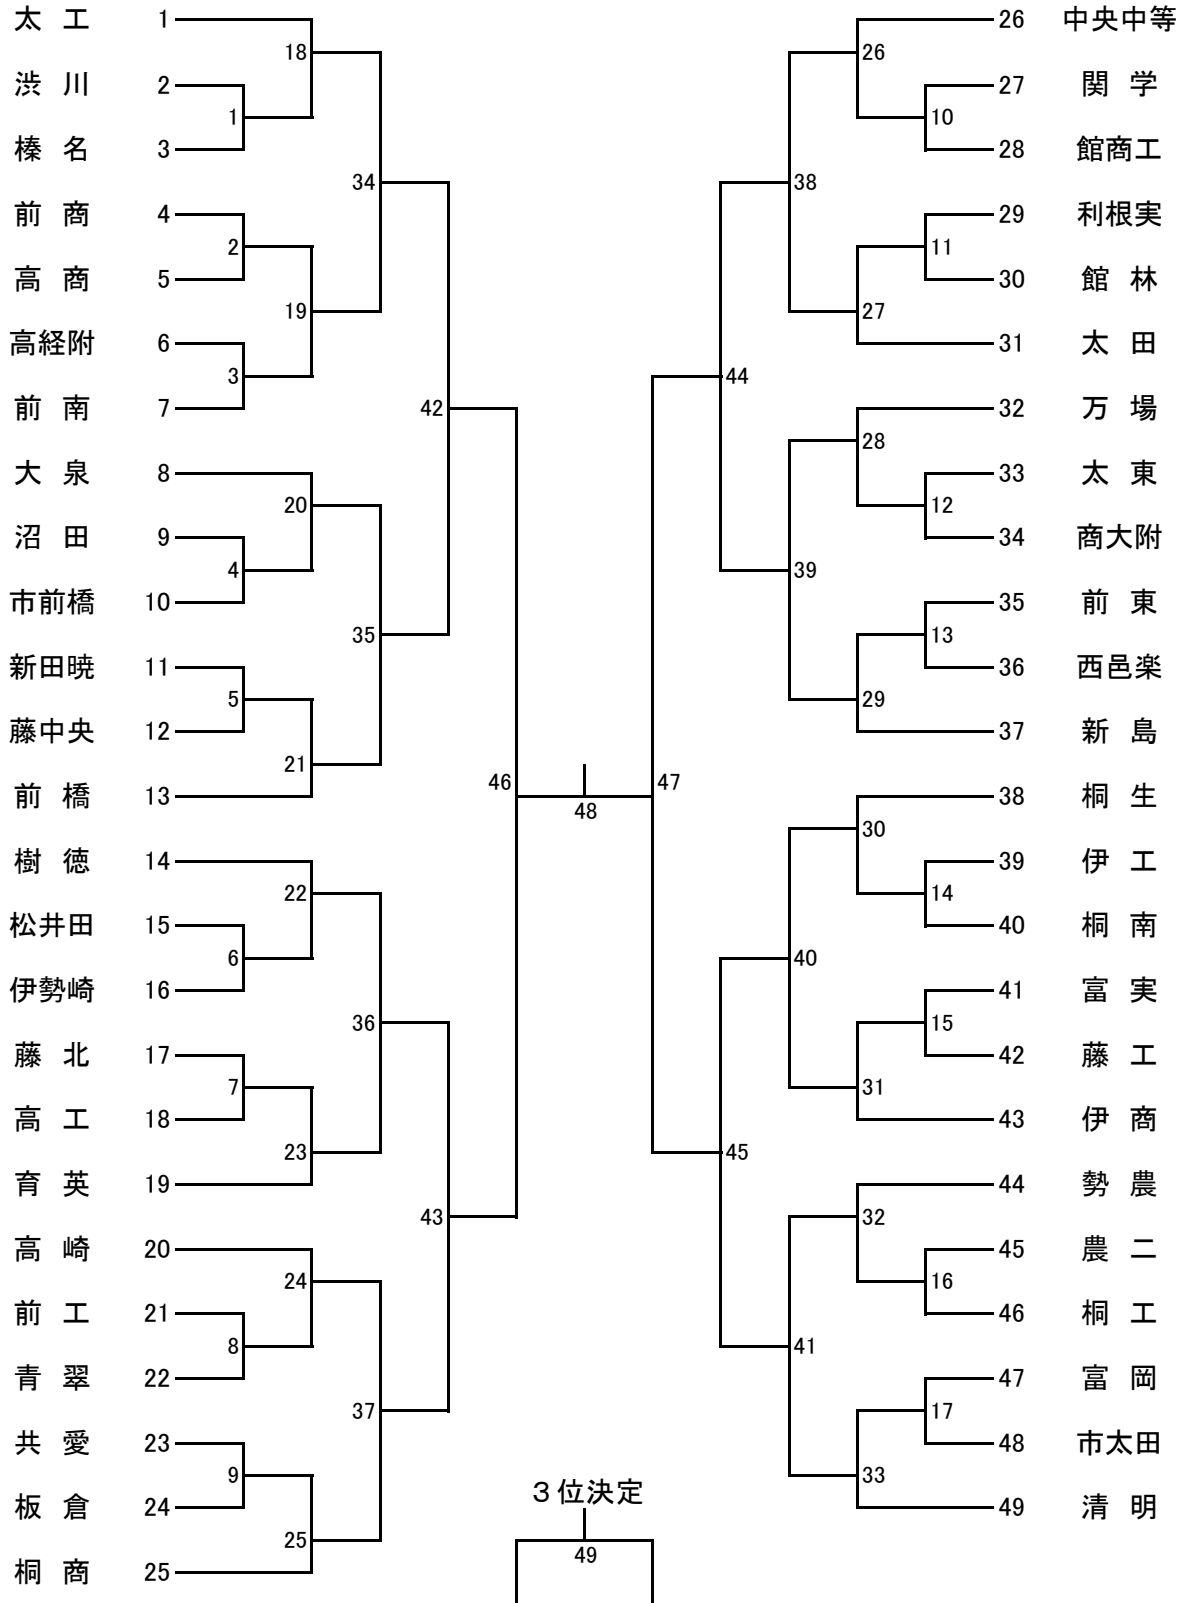 太 工 1
渋 川 2
榛 名 3
前 商 4
高 商 5
高経附 6
前 南 7
大 泉 8
沼 田 9
市前橋 10
新田暁 11
藤中央 12
前 橋 13
樹 徳 14
松井田 15
伊勢崎 16
藤 北 17
高 工 18
育 英 19
高 崎 20
前 工 21
青 翠 22
共 愛 23
板 倉 24
桐 商 25
1
2
3
4
5
6
7
8
9
18
19
20
21
22
23
24
25
34
35
36
37
42
43
46
48
47
44
45
38
39
40
41
26
27
28
29
30
31
32
33
10
11
12
13
14
15
16
17
26 中央中等
27 関 学
28 館商工
29 利根実
30 館 林
31 太 田
32 万 場
33 太 東
34 商大附
35 前 東
36 西邑楽
37 新 島
38 桐 生
39 伊 工
40 桐 南
41 富 実
42 藤 工
43 伊 商
44 勢 農
45 農 二
46 桐 工
47 富 岡
48 市太田
49 清 明
３位決定
49